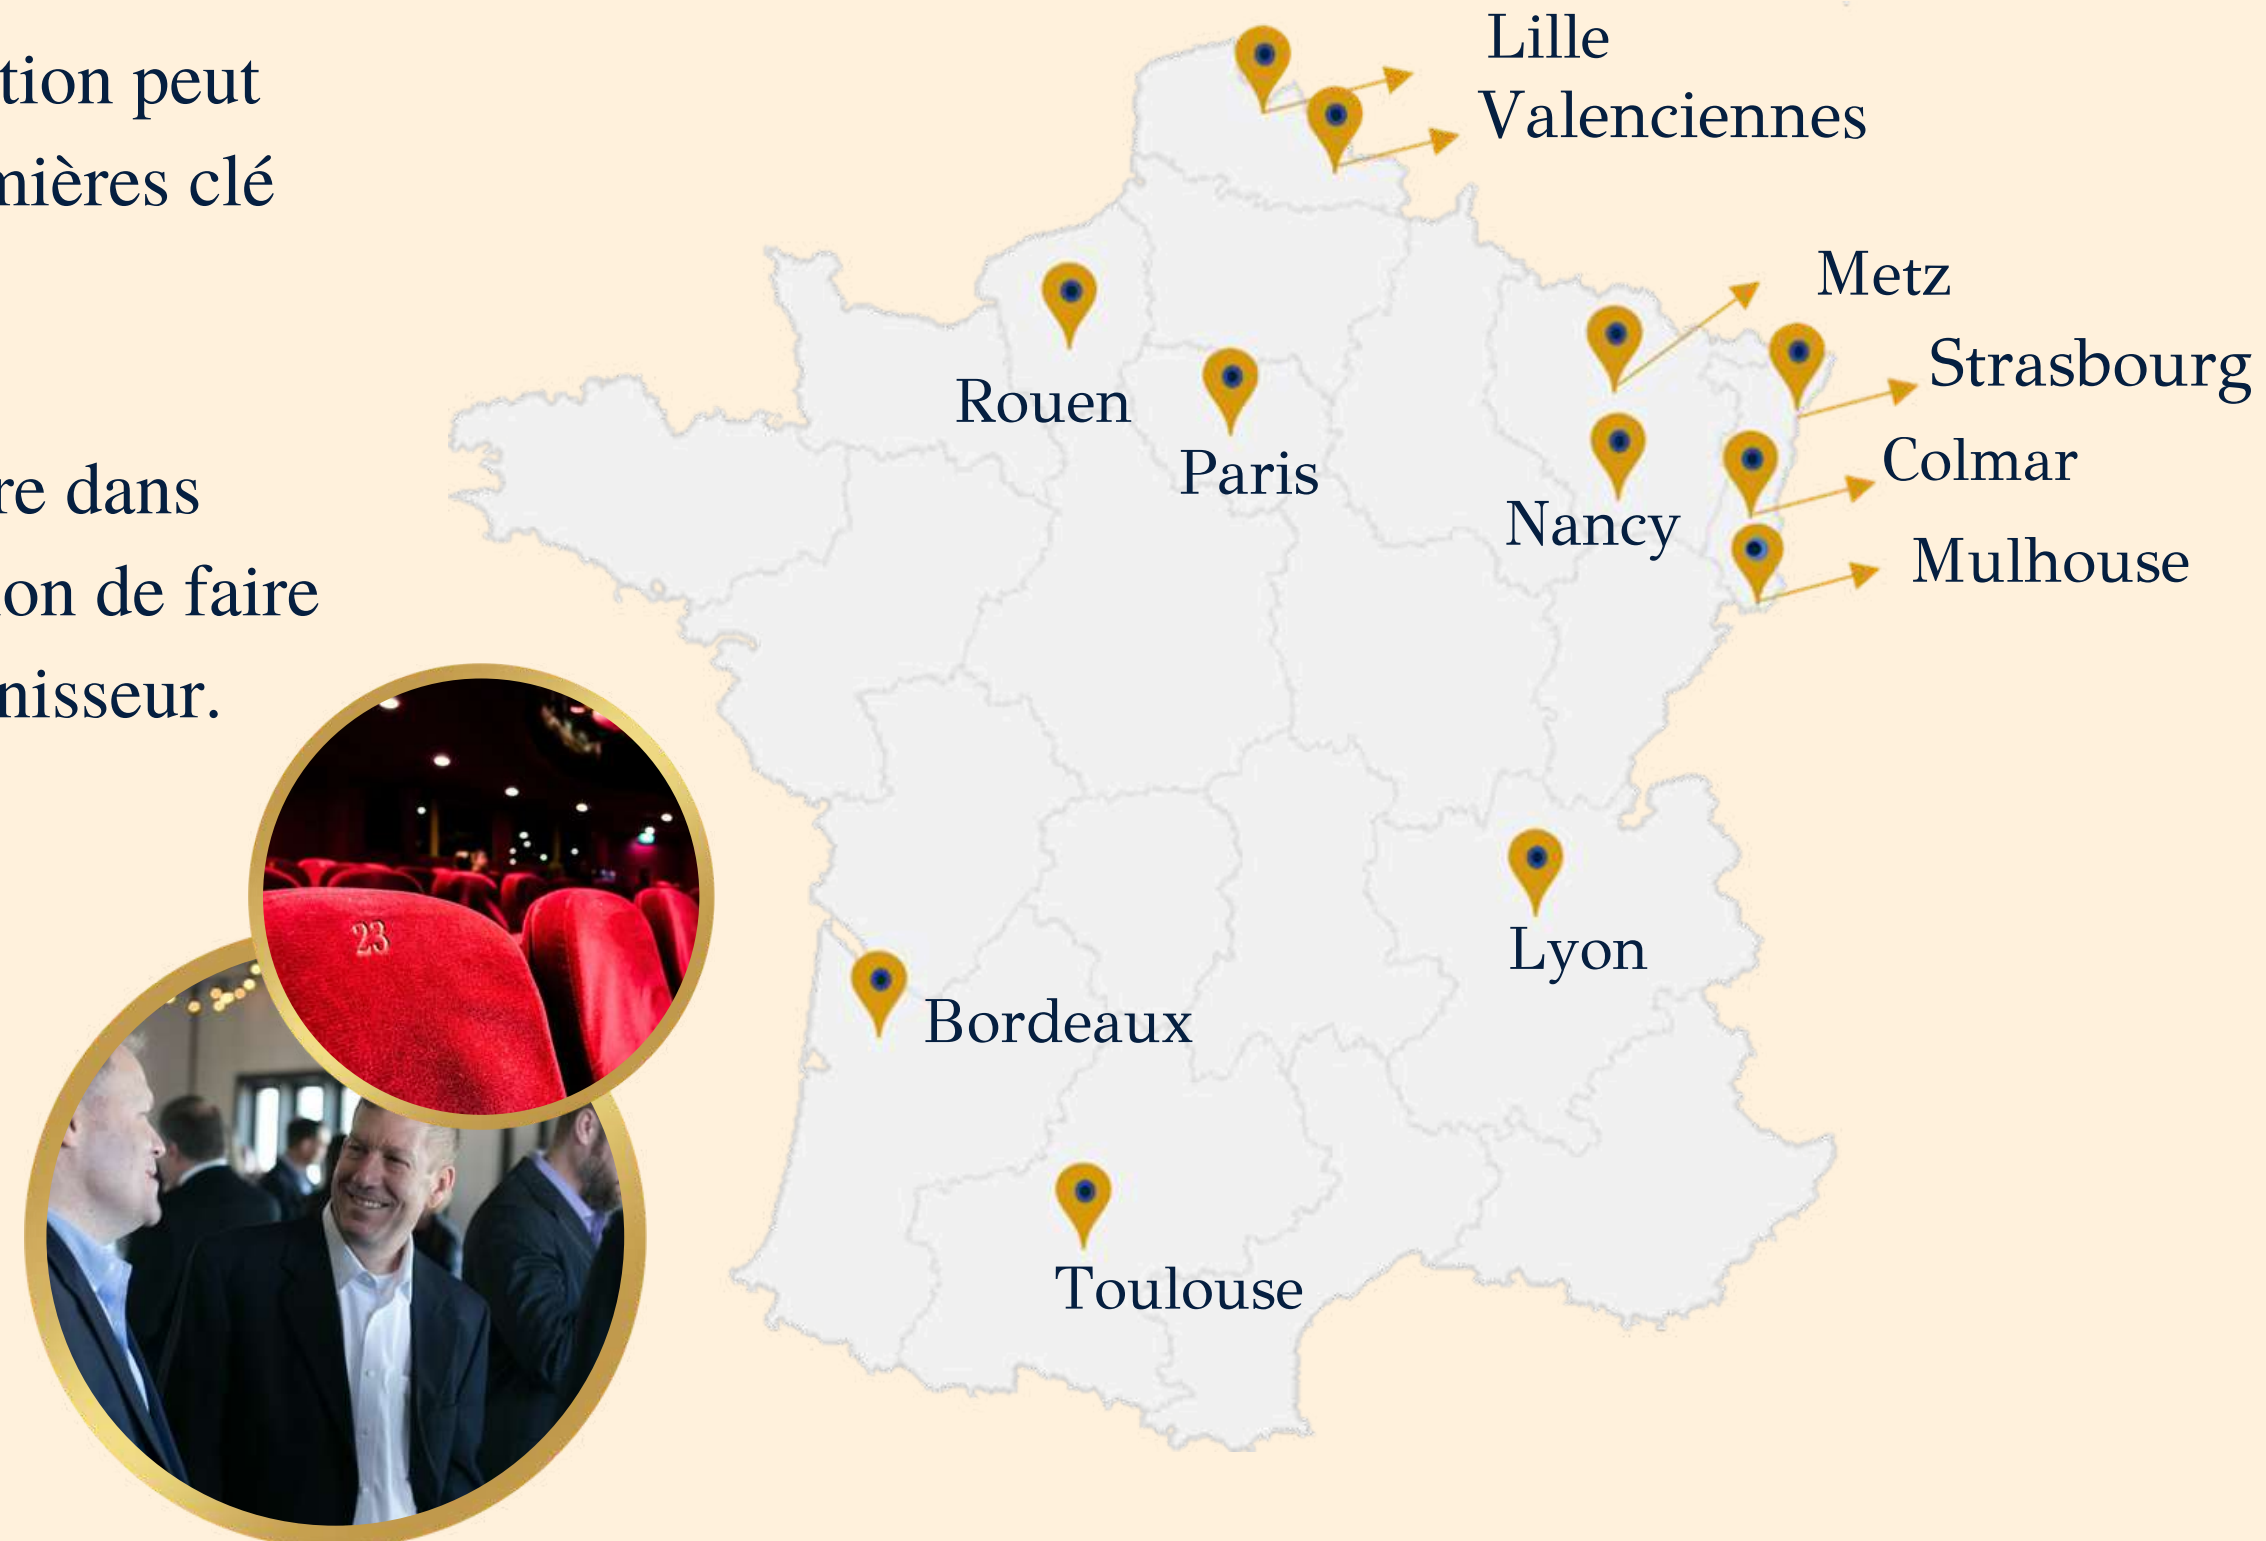 tion peut
mières clé
re dans
on de faire
nisseur.
23
Lille
Valenciennes
Metz
Strasbourg
Colmar
Mulhouse
Rouen
Paris
Nancy
Lyon
Bordeaux
Toulouse